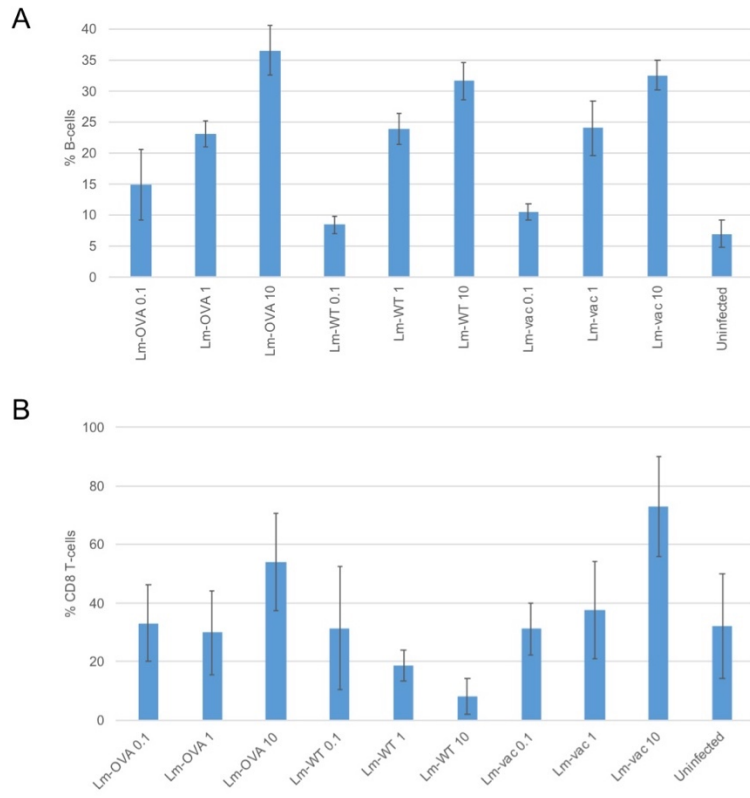 A
% B-cells
40
35
30
25
20
15
10
5
0
Lm-OVA 0.1
Lm-OVA 1
Lm-OVA 10
Lm-WT 0.1
Lm-WT 1
Lm-WT 10
Lm-vac 0.1
Lm-vac 1
Lm-vac 10
Uninfected
B
% CD8 T-cells
100
80
60
40
20
0
Lm-OVA 0.1
Lm-OVA 1
Lm-OVA 10
Lm-WT 0.1
Lm-WT 1
Lm-WT 10
Lm-vac 0.1
Lm-vac 1
Lm-vac 10
Uninfected